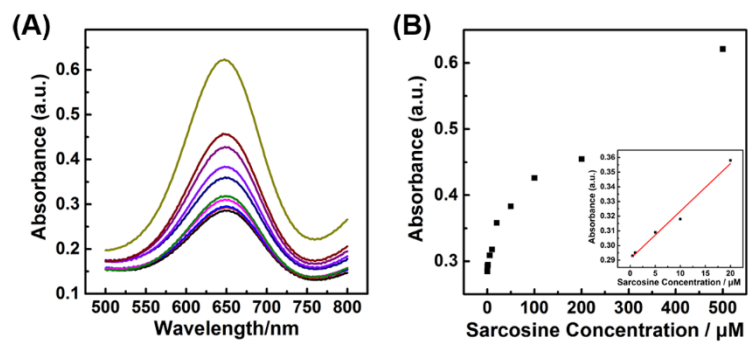 (A)
Absorbance (a.u.)
0.6
0.5
0.4
0.3
0.2
0.1
500 550 600 650 700 750 800
Wavelength/nm
(B)
Absorbance (a.u.)
0.6
0.5
0.4
0.3
0 100 200 300 400 500
Sarcosine Concentration / µM
Absorbance (a.u.)
0.36
0.35
0.34
0.33
0.32
0.31
0.30
0.29
0 5 10 15 20
Sarcosine Concentration / µM